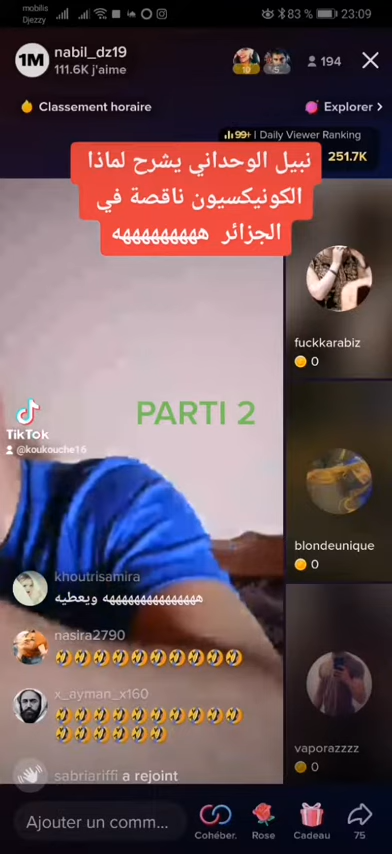 mobilis
Djezzy
83 %
23:09
1M
nabil_dz19
111.6K j'aime
194
Classement horaire
Explorer >
99+ | Daily Viewer Ranking
251.7K
نبيل الوحداني يشرح لماذا
الكونيكسيون ناقصة في
الجزائر هههههههههه
fuckkarabiz
0
PARTI 2
TikTok
@koukouche16
blondeunique
0
khoutrisamira
هههههههههههههههه ويعطيه
nasira2790
🤣🤣🤣🤣🤣🤣🤣🤣🤣🤣
x_ayman_x160
🤣🤣🤣🤣🤣🤣🤣🤣🤣🤣
🤣🤣🤣🤣🤣🤣
vaporazzzz
0
sabriariffi a rejoint
Ajouter un comm...
Cohéber.
Rose
Cadeau
75